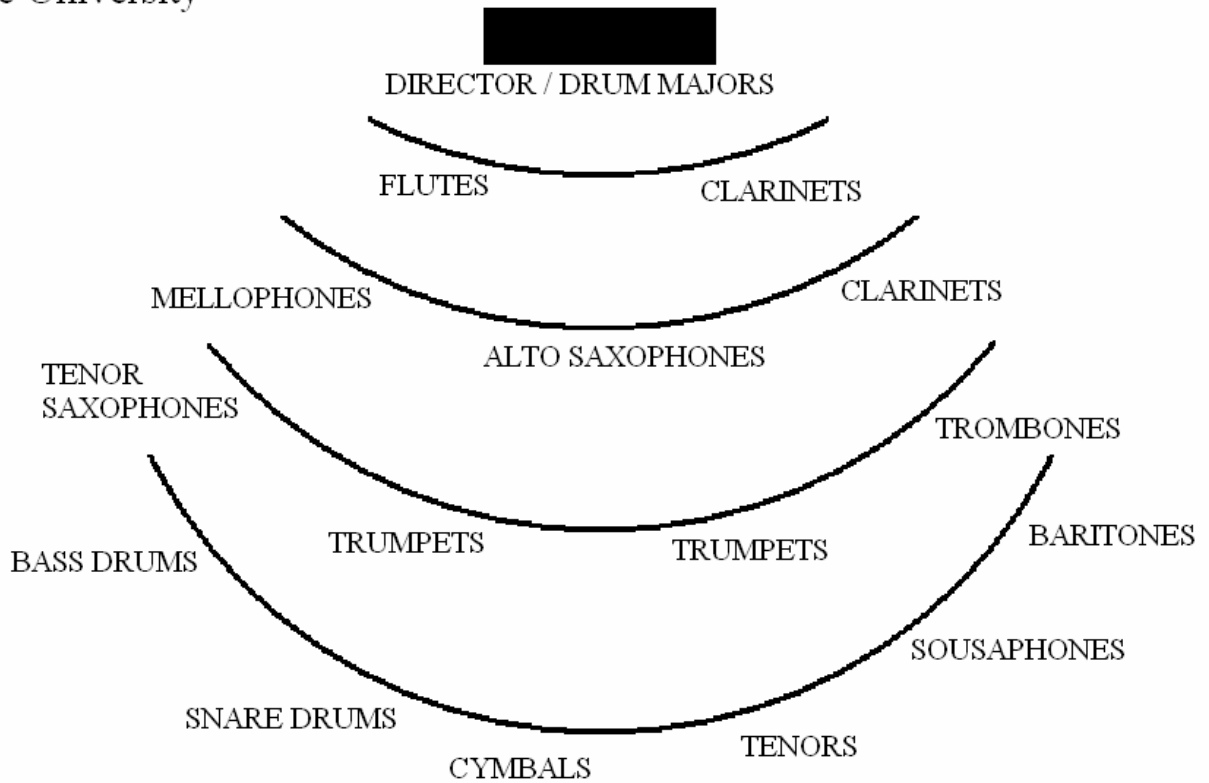 University
DIRECTOR / DRUM MAJORS
FLUTES
CLARINETS
MELLOPHONES
CLARINETS
ALTO SAXOPHONES
TENOR
SAXOPHONES
TROMBONES
TRUMPETS
TRUMPETS
BARITONES
BASS DRUMS
SOUSAPHONES
SNARE DRUMS
TENORS
CYMBALS